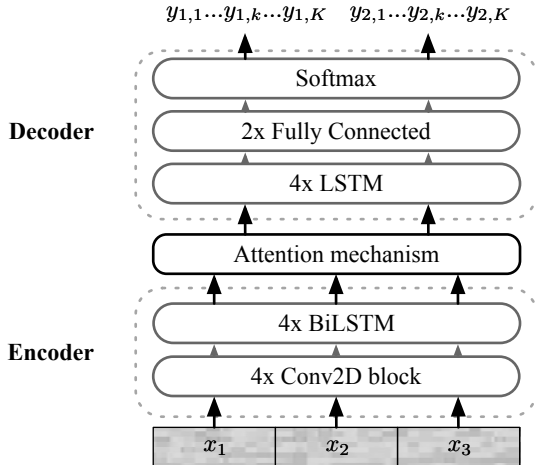 y₁,₁...y₁,ₖ...y₁,K y₂,₁...y₂,ₖ...y₂,K
Softmax
Decoder
2x Fully Connected
4x LSTM
Attention mechanism
4x BiLSTM
Encoder
4x Conv2D block
x₁ x₂ x₃